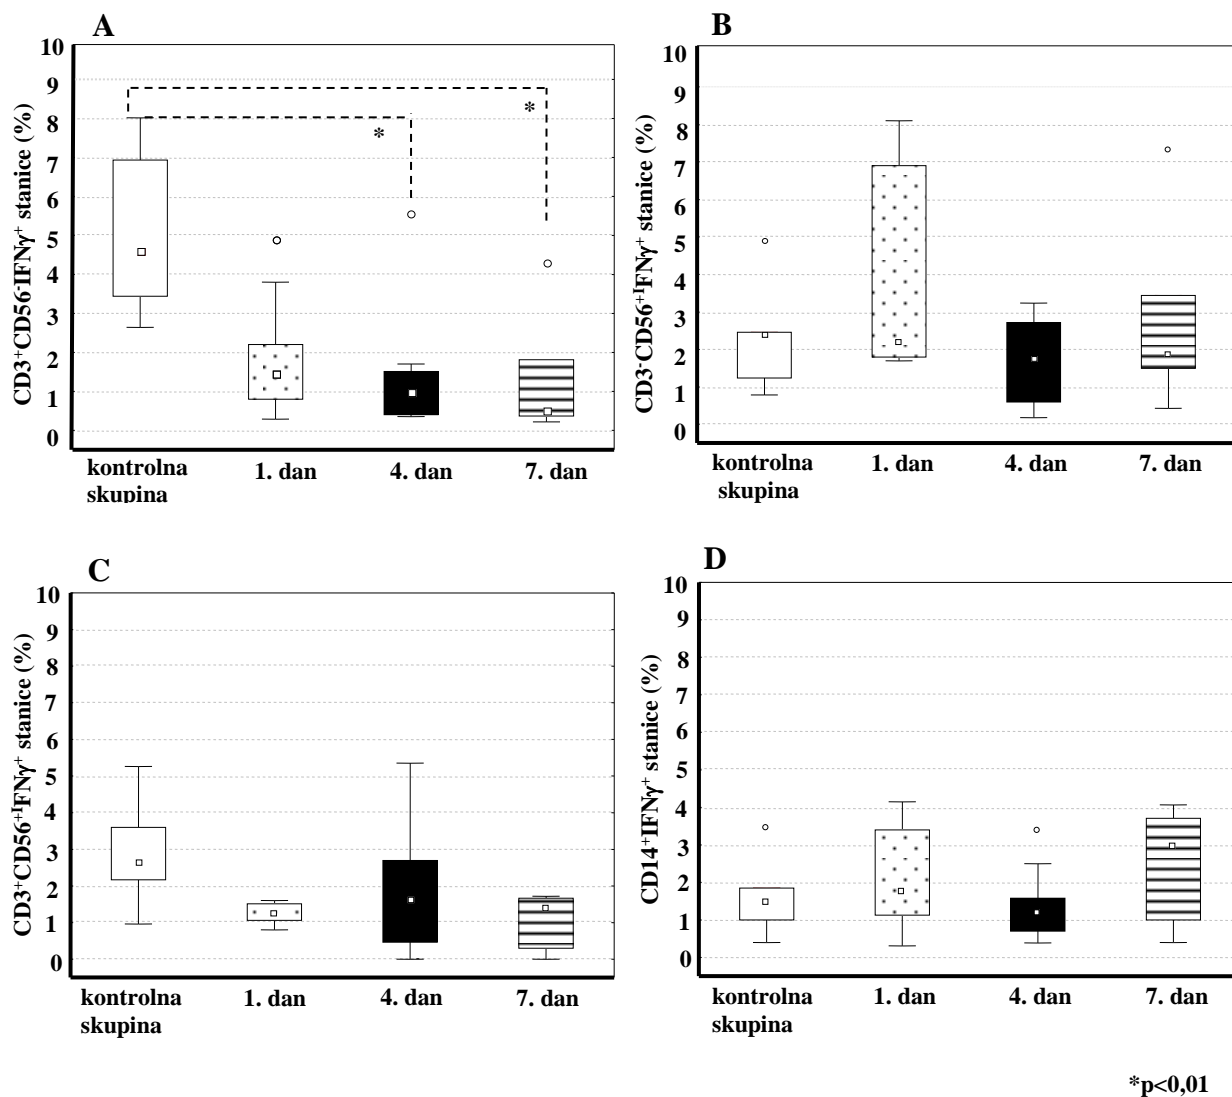 A
10
9
8
7
6
5
4
3
2
1
0
CD3⁺CD56⁻IFNγ⁺ stanice (%)
*
*
kontrolna
skupina
1. dan
4. dan
7. dan
B
10
9
8
7
6
5
4
3
2
1
0
CD3⁻CD56⁺ᴵFNγ⁺ stanice (%)
kontrolna
skupina
1. dan
4. dan
7. dan
C
10
9
8
7
6
5
4
3
2
1
0
CD3⁺CD56⁺ᴵFNγ⁺ stanice (%)
kontrolna
skupina
1. dan
4. dan
7. dan
D
10
9
8
7
6
5
4
3
2
1
0
CD14⁺IFNγ⁺ stanice (%)
kontrolna
skupina
1. dan
4. dan
7. dan
*p<0,01